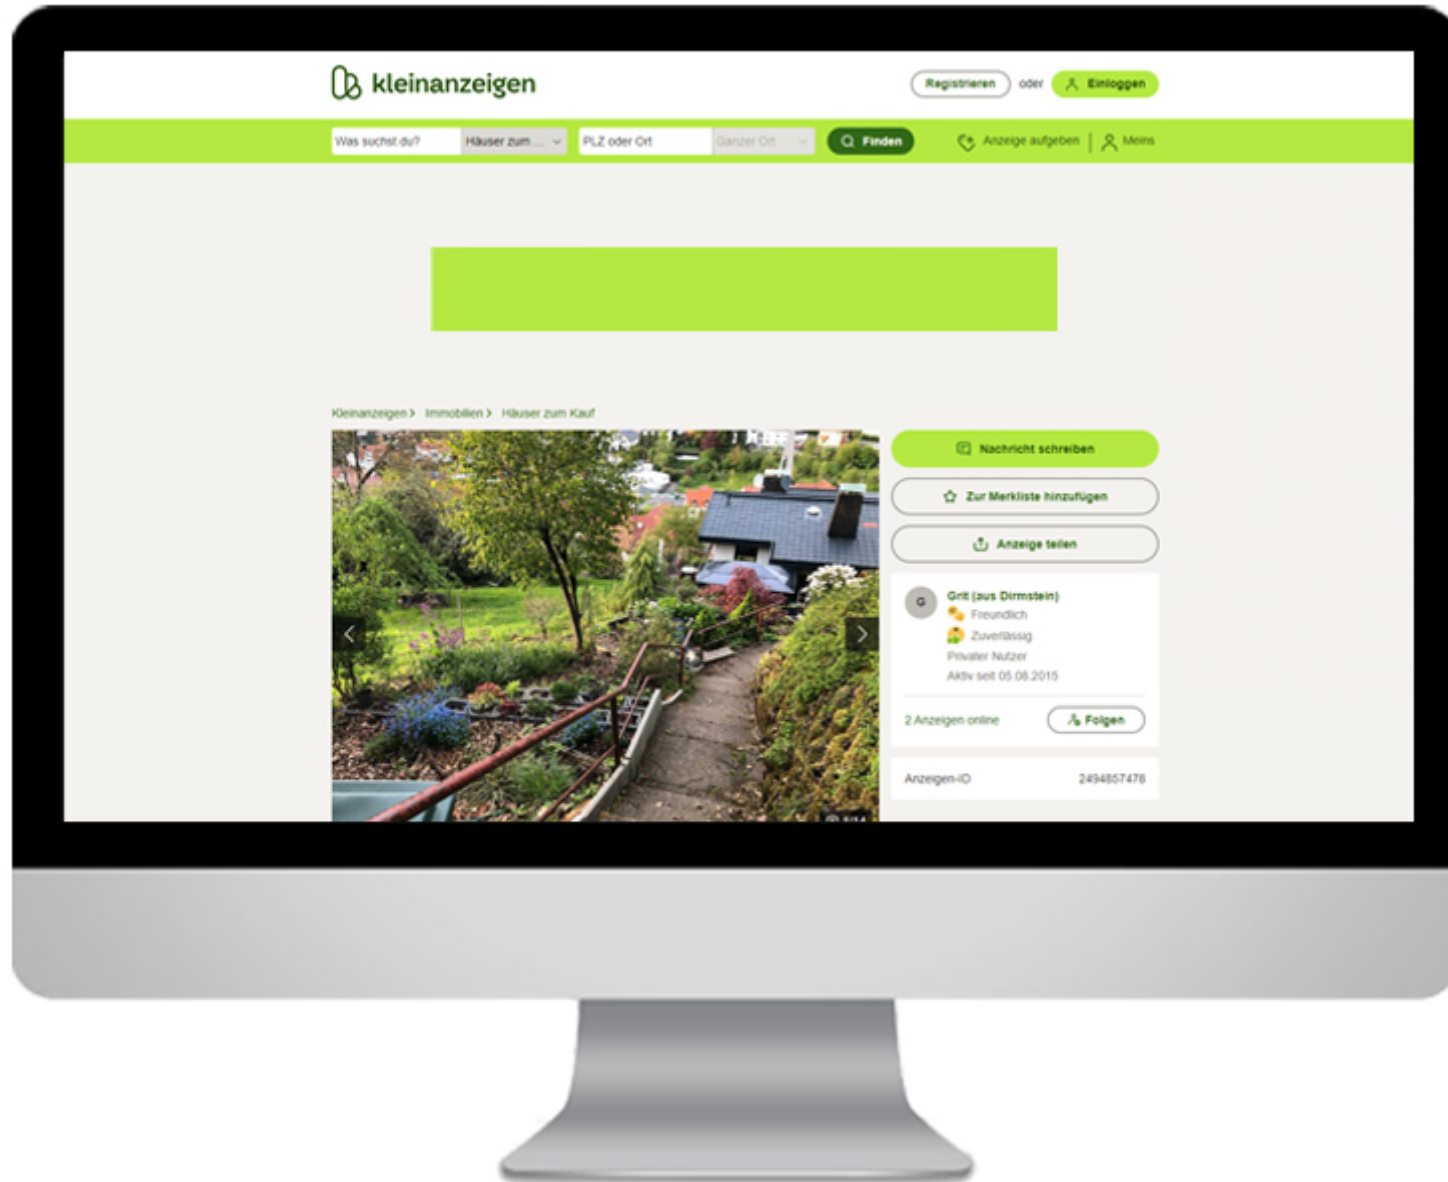 kleinanzeigen
Registrieren oder Einloggen
Was suchst du? Häuser zum ... PLZ oder Ort Ganzer Ort Finden Anzeige aufgeben Meins
Kleinanzeigen > Immobilien > Häuser zum Kauf
Nachricht schreiben
Zur Merkliste hinzufügen
Anzeige teilen
G Grit (aus Dirmstein)
Freundlich
Zuverlässig
Privater Nutzer
Aktiv seit 05.08.2015
2 Anzeigen online Folgen
Anzeigen-ID 2494857478